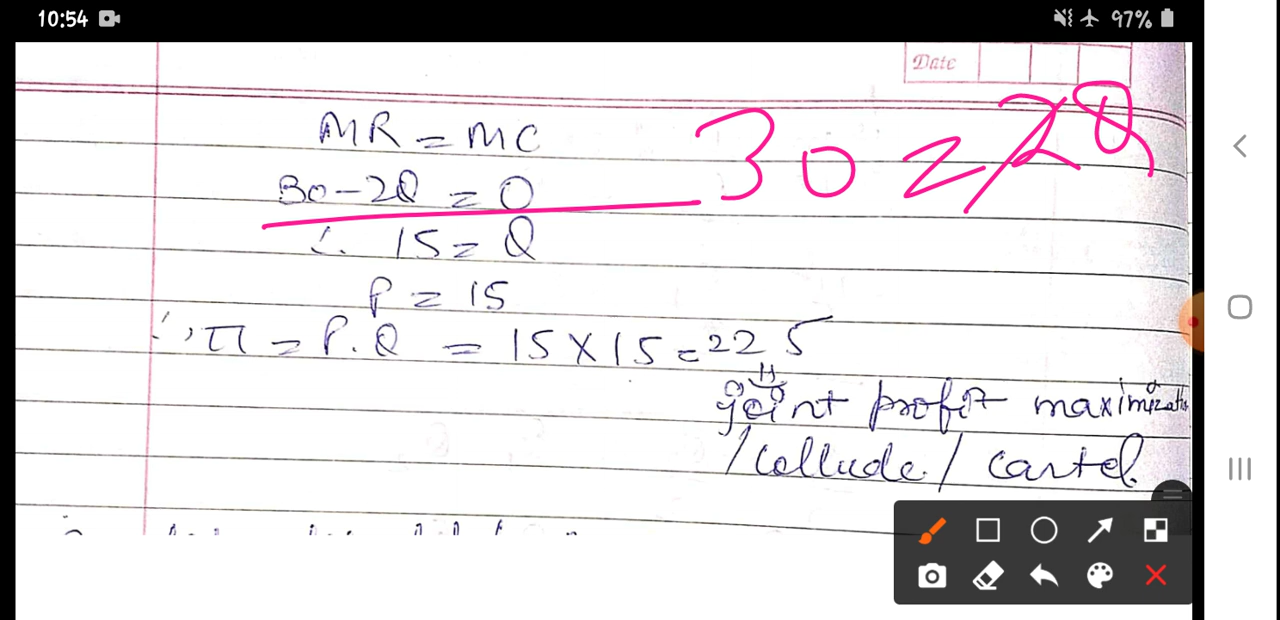 10:54
97%
Date
MR = MC
30 - 2Q = 0
30 = 2Q
∴ 15 = Q
P = 15
∴, π = P.Q = 15 X 15 = 225
joint profit maximizatio
/ Collude. / cartel.